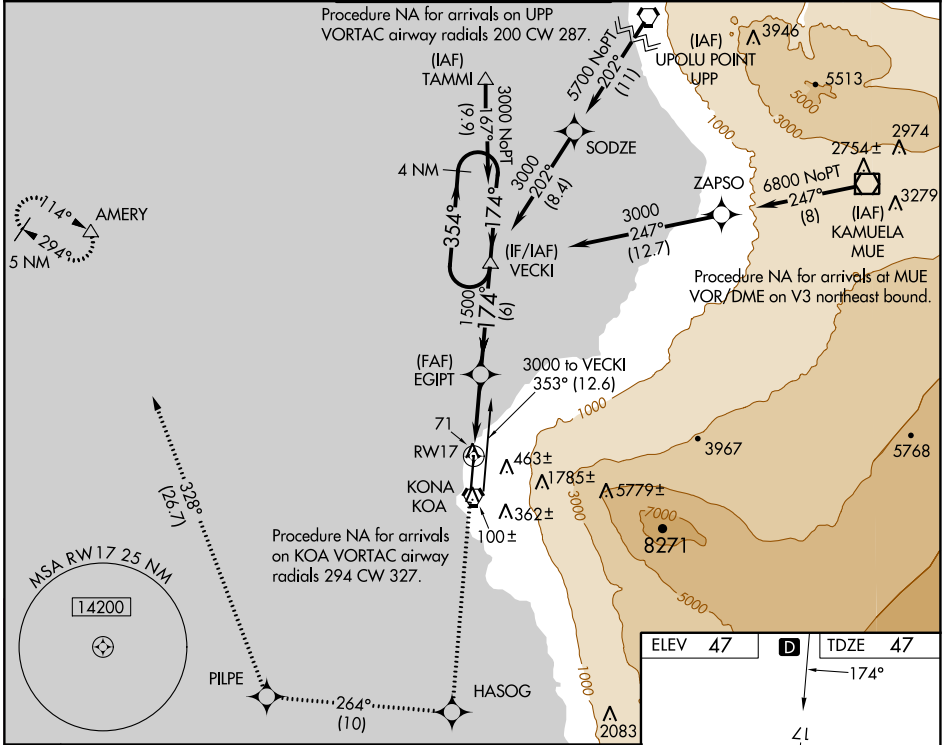 Procedure NA for arrivals on UPP
VORTAC airway radials 200 CW 287.
(IAF)
TAMMI
3000 NoPT
167°
(9.9)
5700 NoPT
202°
(11)
(IAF)
UPOLU POINT
UPP
3946
5513
5000
3000
1000
2974
2754±
3279
SODZE
3000
202°
(8.4)
4 NM
354°
174°
ZAPSO
6800 NoPT
247°
(8)
(IAF)
KAMUELA
MUE
3000
247°
(12.7)
(IF/IAF)
VECKI
Procedure NA for arrivals at MUE
VOR/DME on V3 northeast bound.
114°
294°
AMERY
5 NM
1500
174°
(6)
(FAF)
EGIPT
3000 to VECKI
353° (12.6)
1000
71
RW17
KONA
KOA
463±
1785±
362±
100±
5779±
3967
5768
3000
7000
8271
5000
328°
(26.7)
Procedure NA for arrivals
on KOA VORTAC airway
radials 294 CW 327.
MSA RW17 25 NM
14200
PILPE
264°
(10)
HASOG
1000
2083
ELEV 47
D
TDZE 47
174°
17